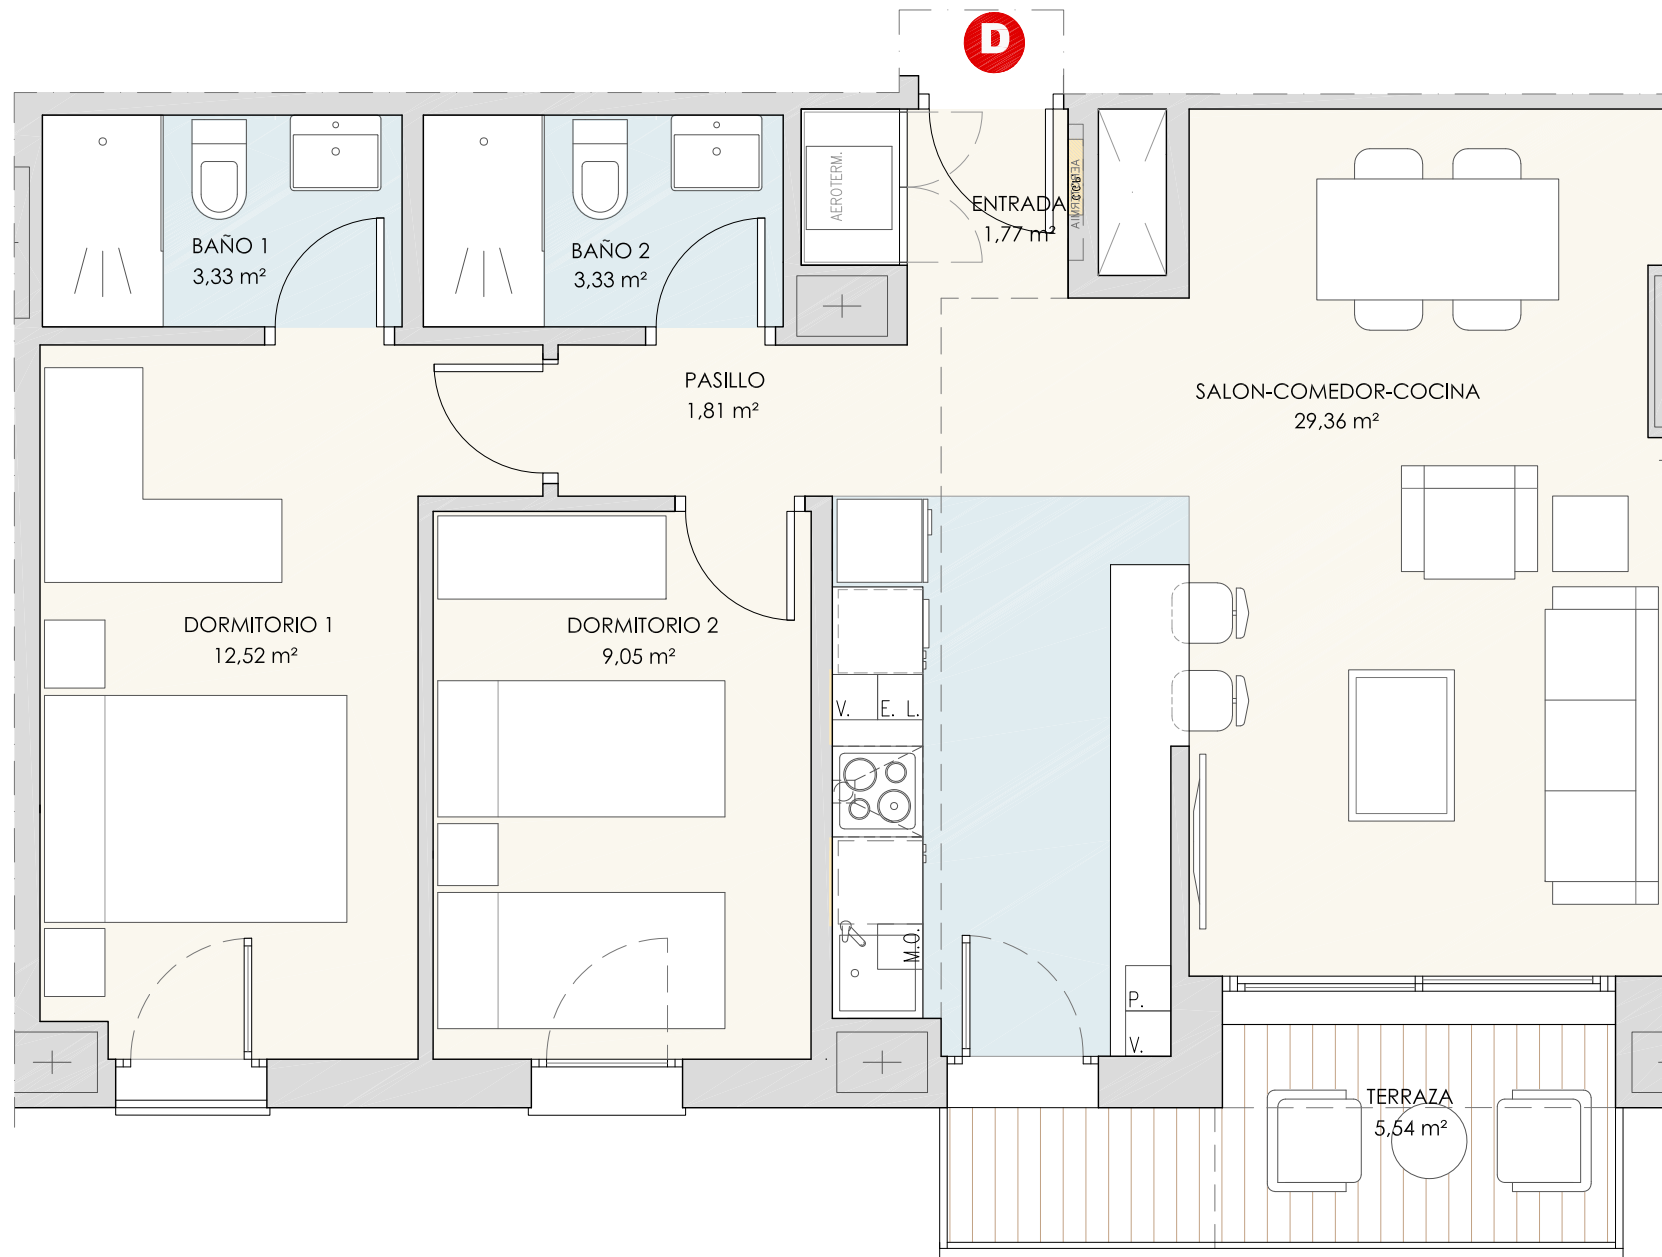 D
AEROTERM.
ENTRADA
1,77 m²
BAÑO 1
3,33 m²
BAÑO 2
3,33 m²
PASILLO
1,81 m²
SALON-COMEDOR-COCINA
29,36 m²
DORMITORIO 1
12,52 m²
DORMITORIO 2
9,05 m²
V.
E. L.
M.O.
P.
V.
TERRAZA
5,54 m²